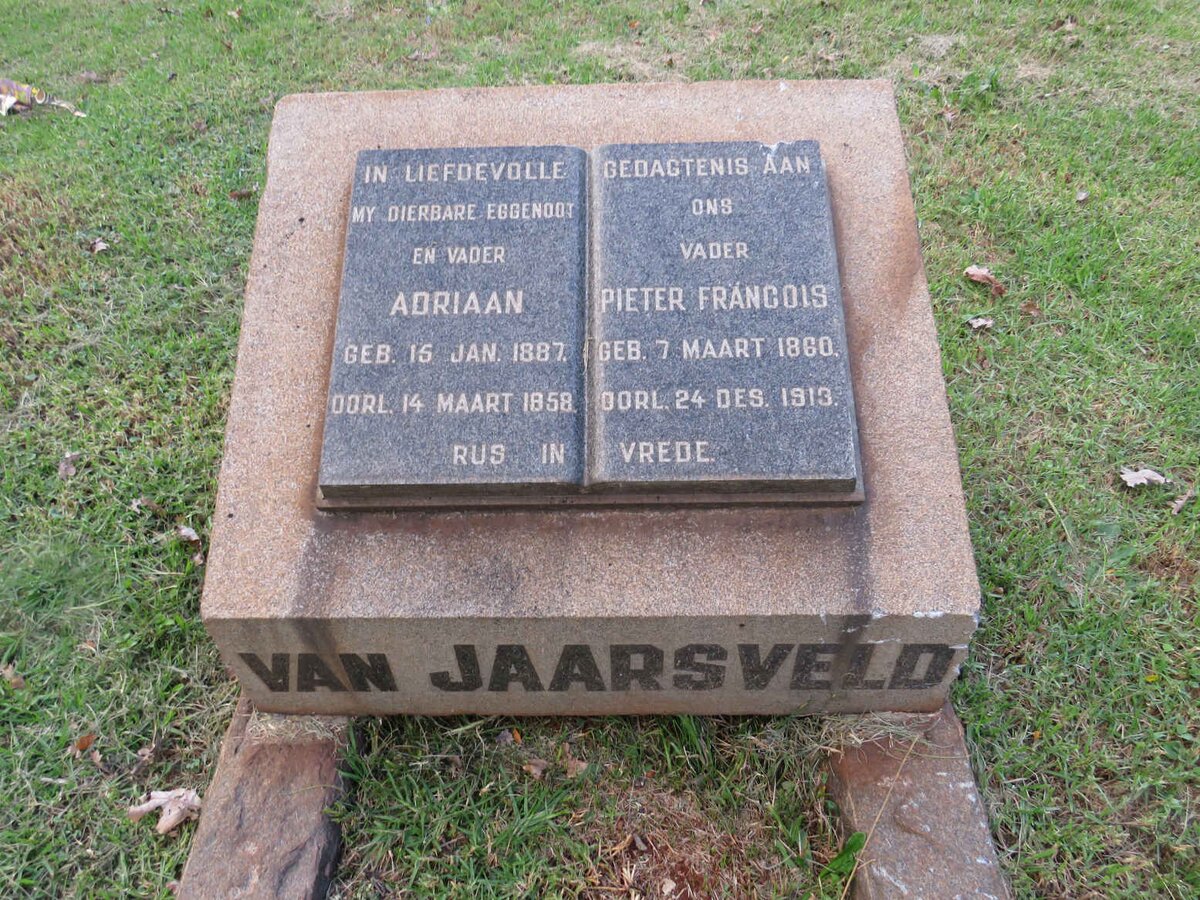 IN LIEFDEVOLLE GEDAGTENIS AAN
MY DIERBARE EGGENOOT
EN VADER
ADRIAAN
GEB. 15 JAN. 1887.
OORL. 14 MAART 1958.
ONS
VADER
PIETER FRANCOIS
GEB. 7 MAART 1860.
OORL. 24 DES. 1913.
RUS IN VREDE.
VAN JAARSVELD